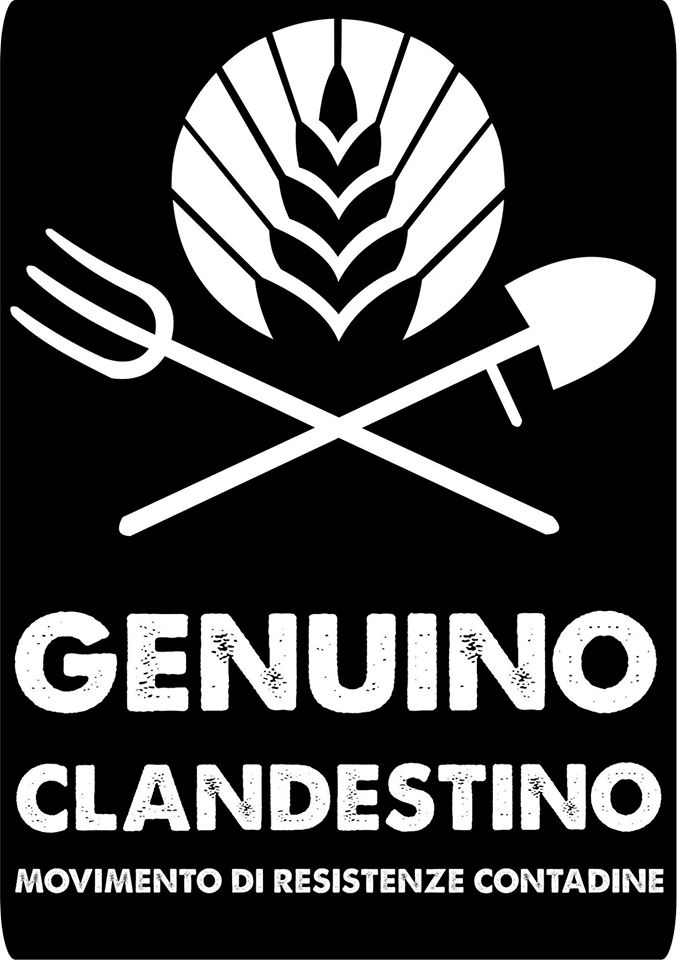 GENUINO
CLANDESTINO
MOVIMENTO DI RESISTENZE CONTADINE